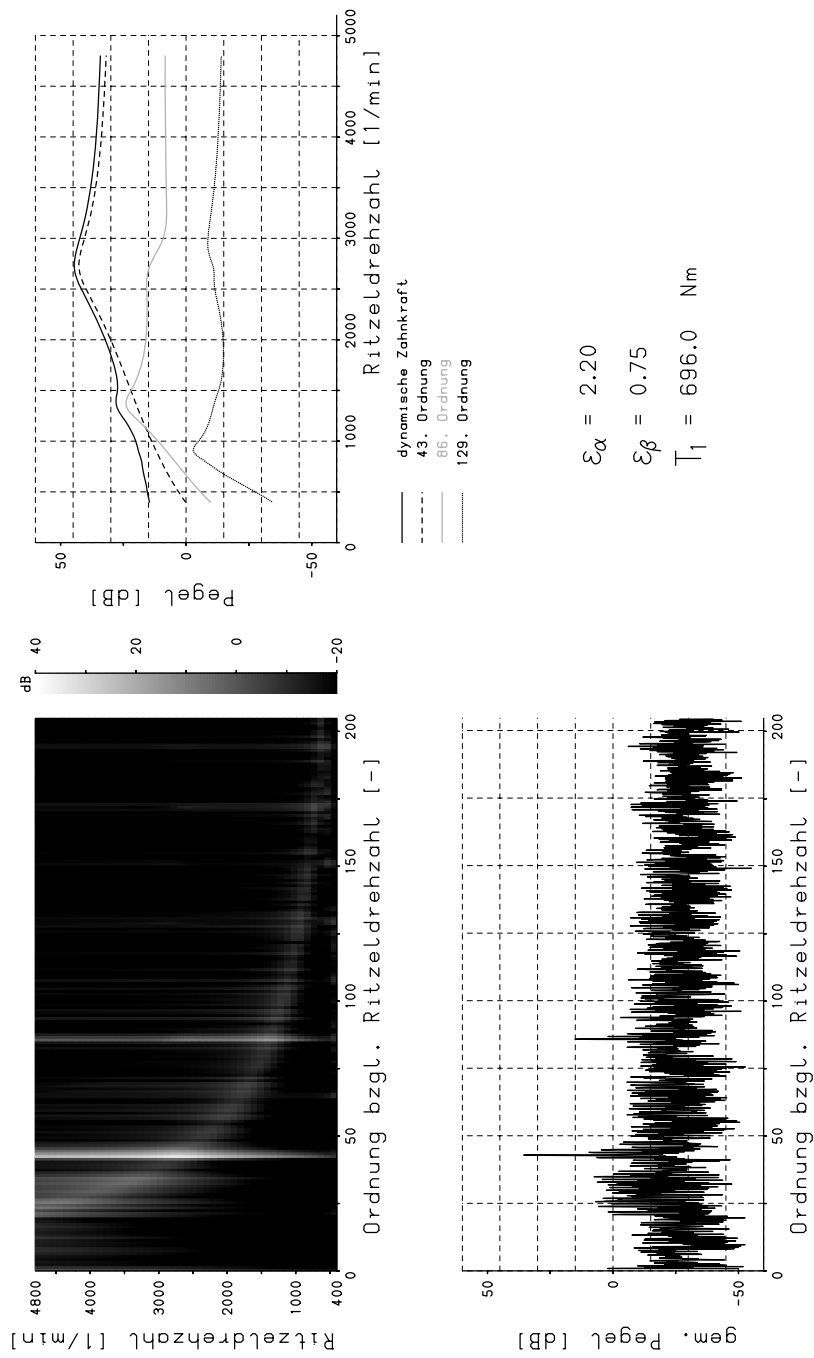 4800
4000
3000
2000
1000
400
Ritzeldrehzahl [1/min]
0
50
100
150
200
Ordnung bzgl. Ritzeldrehzahl [-]
dB
40
20
0
-20
50
0
-50
Pegel [dB]
0
1000
2000
3000
4000
5000
Ritzeldrehzahl [1/min]
dynamische Zahnkraft
43. Ordnung
86. Ordnung
129. Ordnung
50
0
-50
gem. Pegel [dB]
0
50
100
150
200
Ordnung bzgl. Ritzeldrehzahl [-]
εα = 2.20
εβ = 0.75
T1 = 696.0 Nm